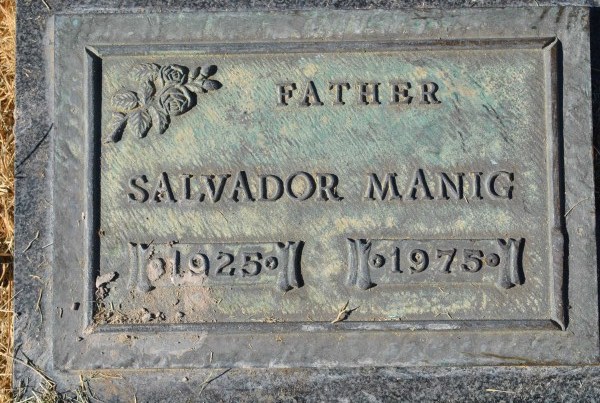 FATHER
SALVADOR MANIG
1925 1975